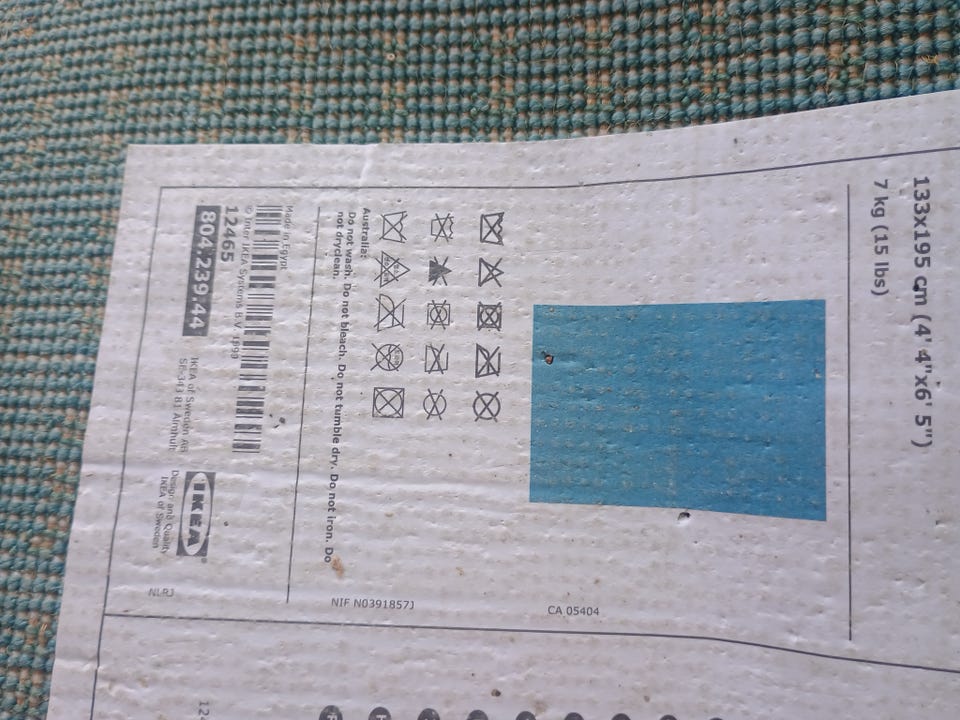 133x195 cm (4' 4"x6' 5")
7 kg (15 lbs)
CA 05404
NIF N0391857J
Australia:
Do not wash. Do not bleach. Do not tumble dry. Do not iron. Do
not dryclean.
Made in Egypt
© Inter IKEA Systems B.V. 1999
12465
804.239.44
IKEA of Sweden AB
SE-343 81 Älmhult
IKEA®
Design and Quality
IKEA of Sweden
NLRJ